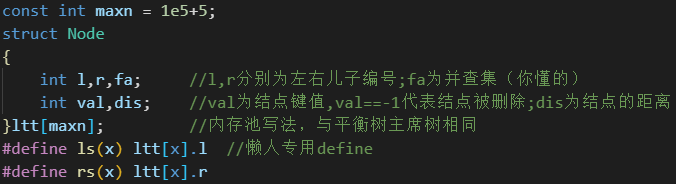 const int maxn = 1e5+5;
struct Node
{
    int l,r,fa;     //l,r分别为左右儿子编号;fa为并查集（你懂的）
    int val,dis;    //val为结点键值,val==-1代表结点被删除;dis为结点的距离
}ltt[maxn];         //内存池写法，与平衡树主席树相同
#define ls(x) ltt[x].l  //懒人专用define
#define rs(x) ltt[x].r